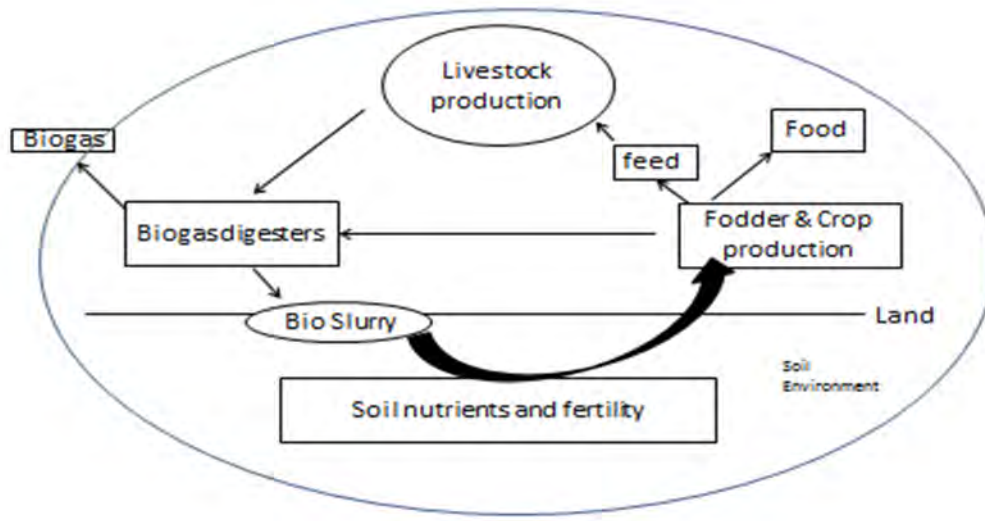 Livestock
production
Biogas
Food
feed
Biogasdigesters
Fodder & Crop
production
Bio Slurry
Land
Soil
Environment
Soil nutrients and fertility